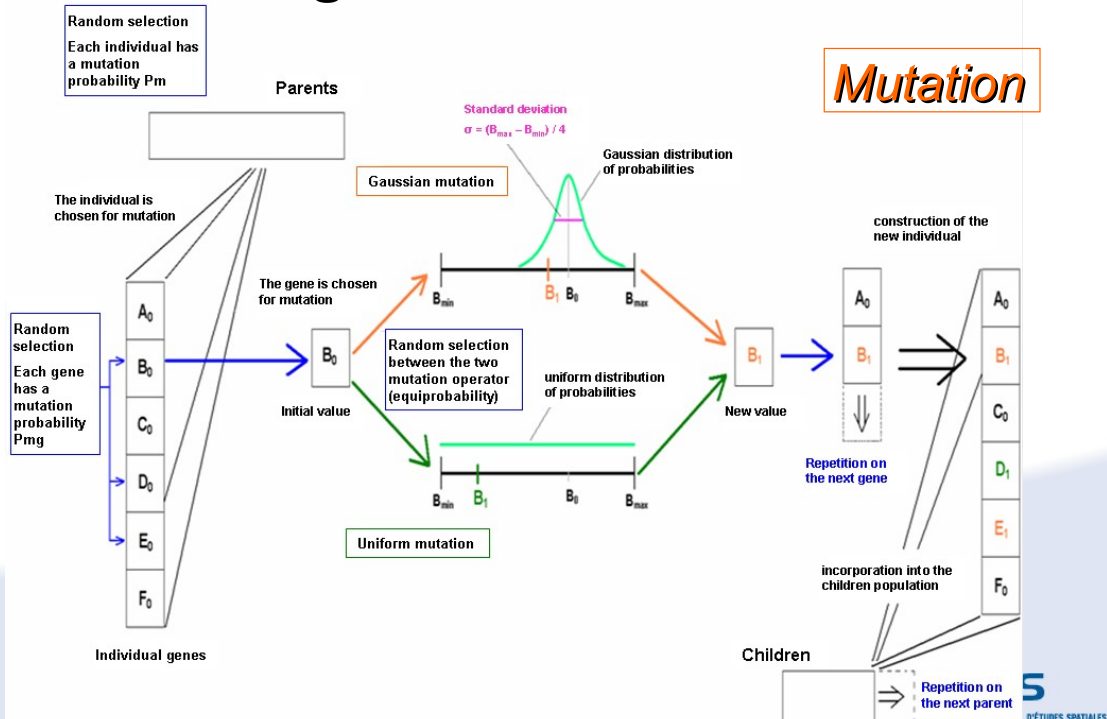 Random selection
Each individual has
a mutation
probability Pm
Mutation
Parents
Standard deviation
σ = (Bmax – Bmin) / 4
Gaussian distribution
of probabilities
Gaussian mutation
The individual is
chosen for mutation
construction of the
new individual
The gene is chosen
for mutation
Bmin
B1
B0
Bmax
A0
B0
C0
D0
E0
F0
Random
selection
Each gene
has a
mutation
probability
Pmg
B0
Initial value
Random selection
between the two
mutation operator
(equiprobability)
uniform distribution
of probabilities
Bmin
B1
B0
Bmax
Uniform mutation
B1
New value
A0
B1
Repetition on
the next gene
A0
B1
C0
D1
E1
F0
incorporation into the
children population
Individual genes
Children
Repetition on
the next parent
S
D'ÉTUDES SPATIALES